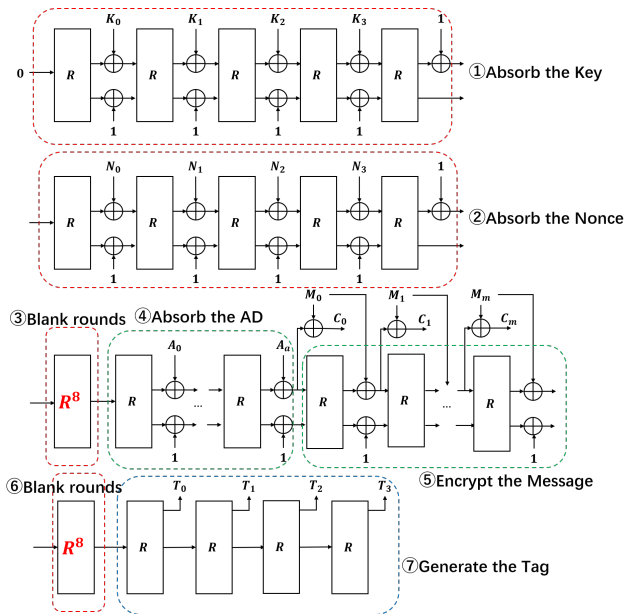 K₀ K₁ K₂ K₃ 1
0 R R R R R
①Absorb the Key
1 1 1 1
N₀ N₁ N₂ N₃ 1
R R R R R
②Absorb the Nonce
1 1 1 1
M₀ M₁ Mₘ
③Blank rounds ④Absorb the AD C₀ C₁ Cₘ
A₀ Aₐ
R⁸ R ... R R R ... R
1 1 1 1
⑤Encrypt the Message
⑥Blank rounds T₀ T₁ T₂ T₃
R⁸ R R R R
⑦Generate the Tag